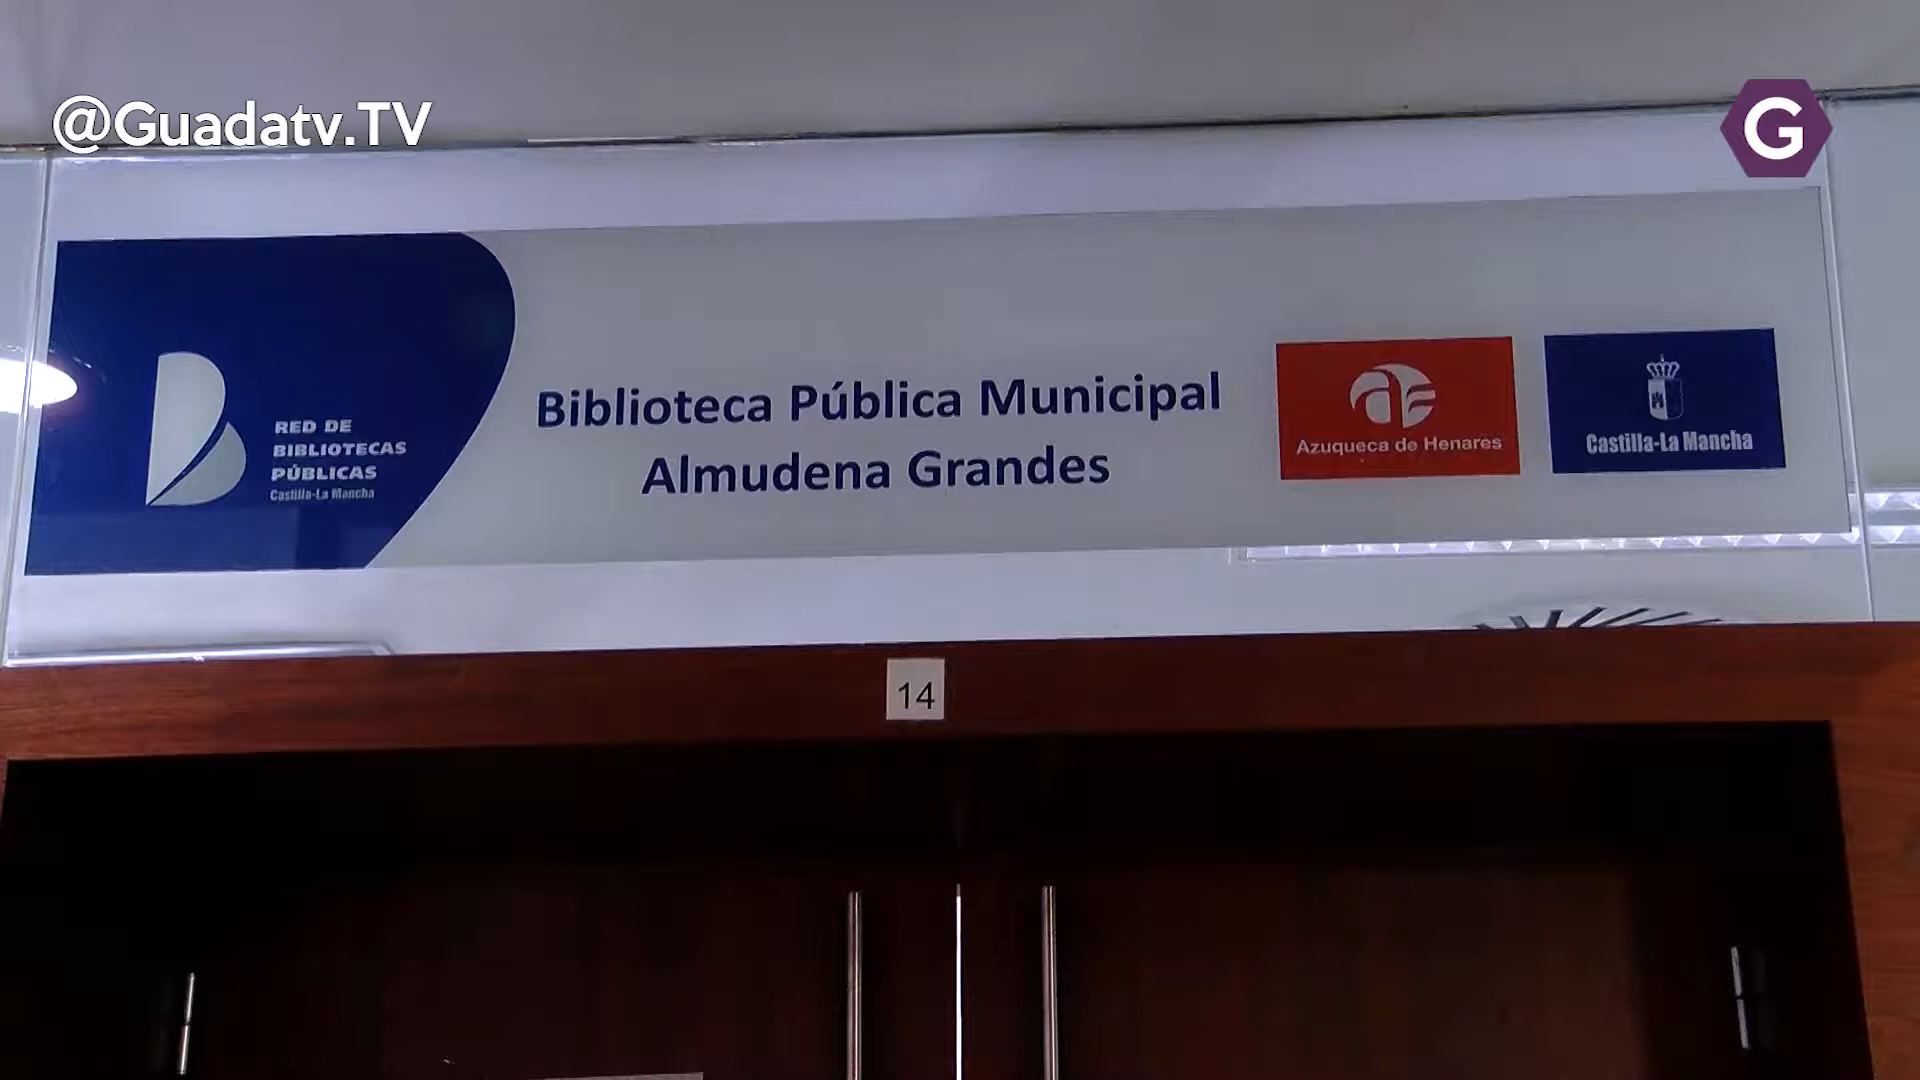 @Guadatv.TV
G
RED DE
BIBLIOTECAS
PÚBLICAS
Castilla-La Mancha
Biblioteca Pública Municipal
Almudena Grandes
Azuqueca de Henares
Castilla-La Mancha
14